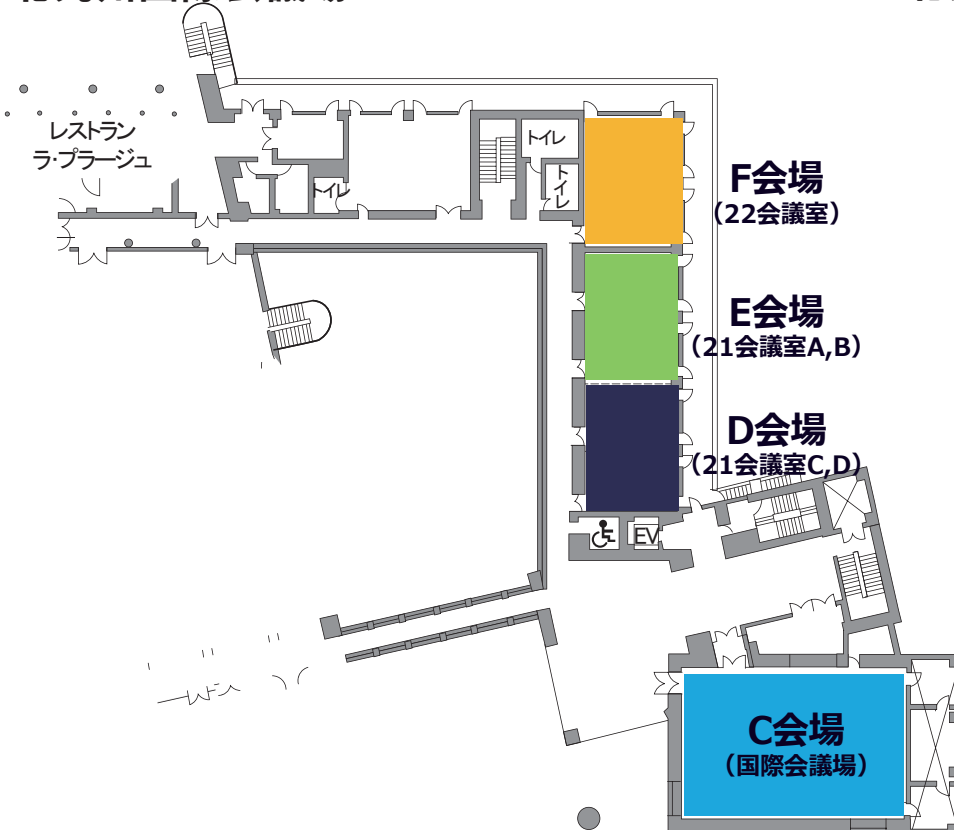 レストラン
ラ・プラージュ
トイレ
トイレ
トイレ
F会場
（22会議室）
E会場
（21会議室A,B）
D会場
（21会議室C,D）
EV
C会場
（国際会議場）